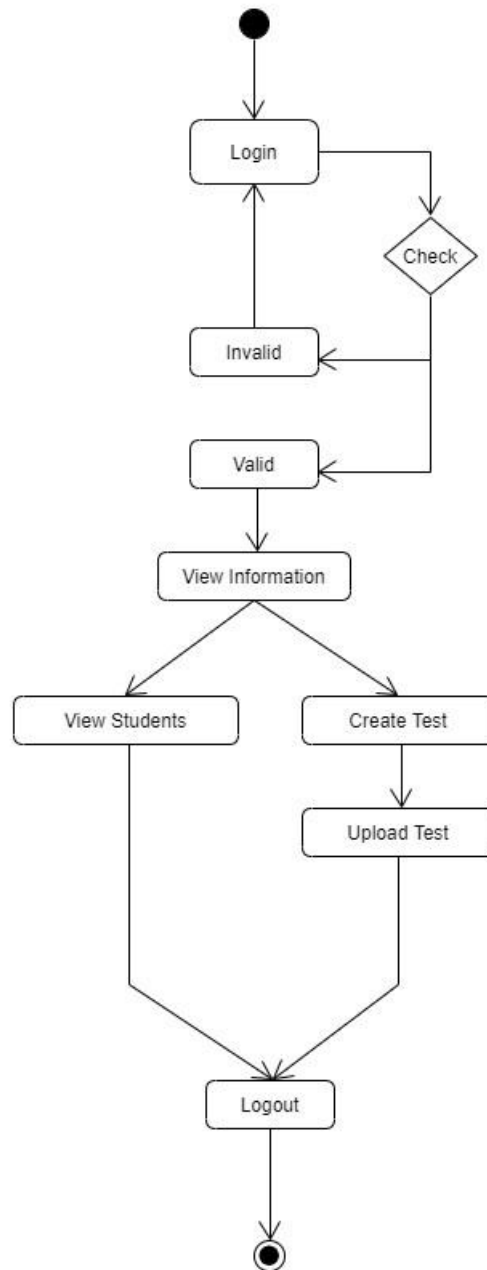 Login
Check
Invalid
Valid
View Information
View Students
Create Test
Upload Test
Logout